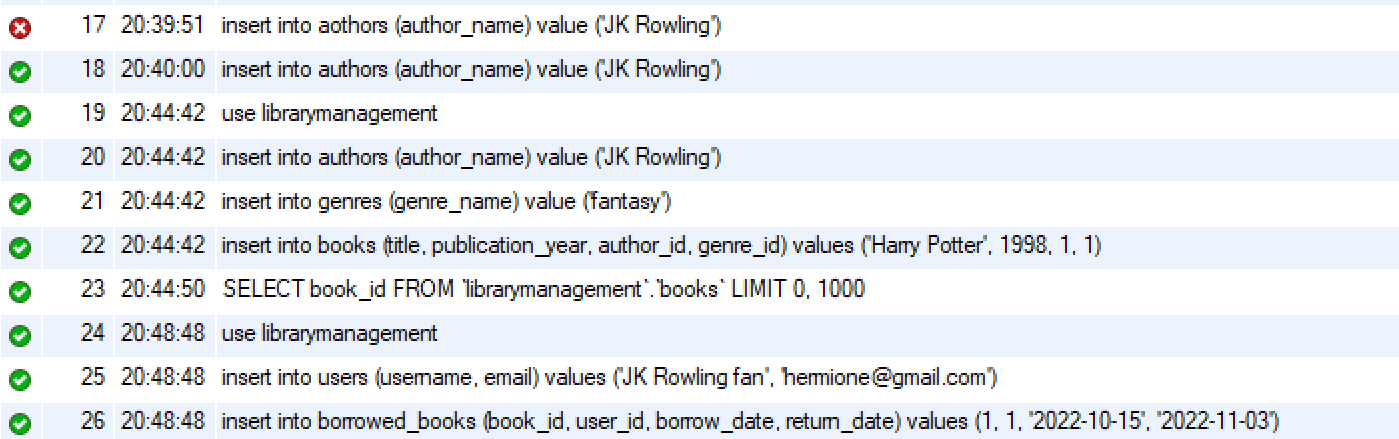 17 20:39:51 insert into aothors (author_name) value ('JK Rowling')
18 20:40:00 insert into authors (author_name) value ('JK Rowling')
19 20:44:42 use librarymanagement
20 20:44:42 insert into authors (author_name) value ('JK Rowling')
21 20:44:42 insert into genres (genre_name) value ('fantasy')
22 20:44:42 insert into books (title, publication_year, author_id, genre_id) values ('Harry Potter', 1998, 1, 1)
23 20:44:50 SELECT book_id FROM `librarymanagement`.`books` LIMIT 0, 1000
24 20:48:48 use librarymanagement
25 20:48:48 insert into users (username, email) values ('JK Rowling fan', 'hermione@gmail.com')
26 20:48:48 insert into borrowed_books (book_id, user_id, borrow_date, return_date) values (1, 1, '2022-10-15', '2022-11-03')